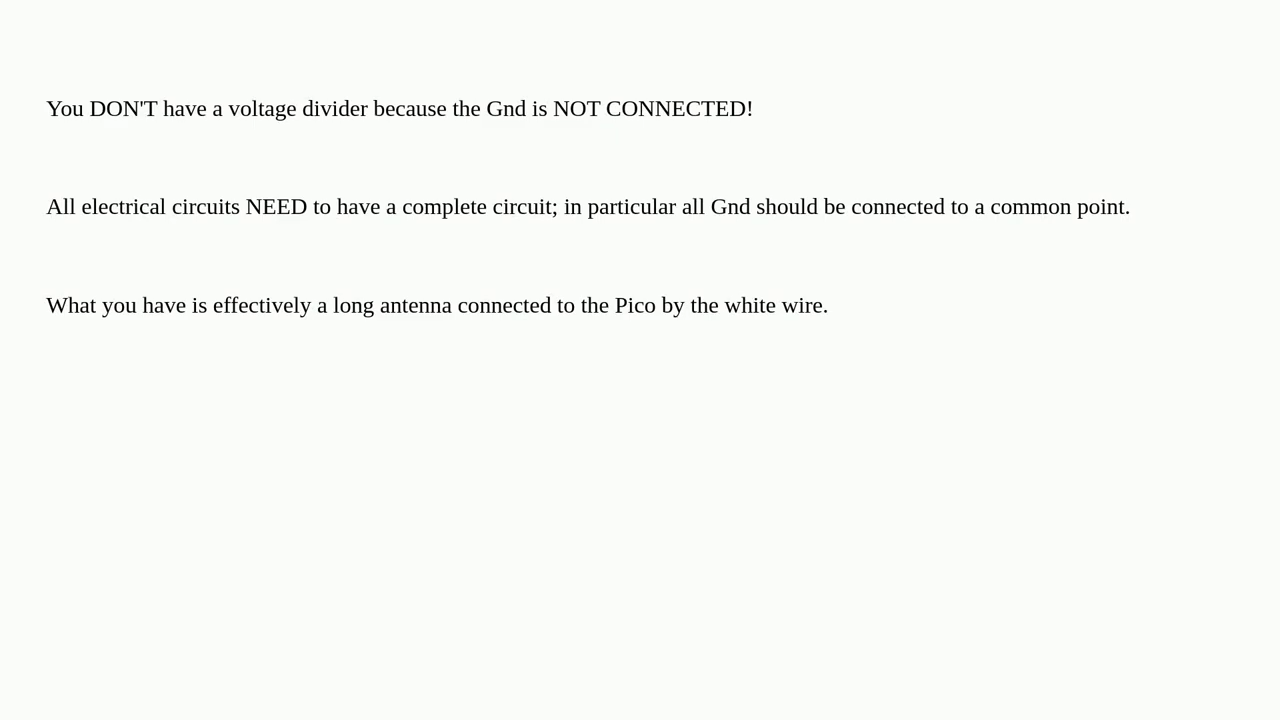 You DON'T have a voltage divider because the Gnd is NOT CONNECTED!
All electrical circuits NEED to have a complete circuit; in particular all Gnd should be connected to a common point.
What you have is effectively a long antenna connected to the Pico by the white wire.